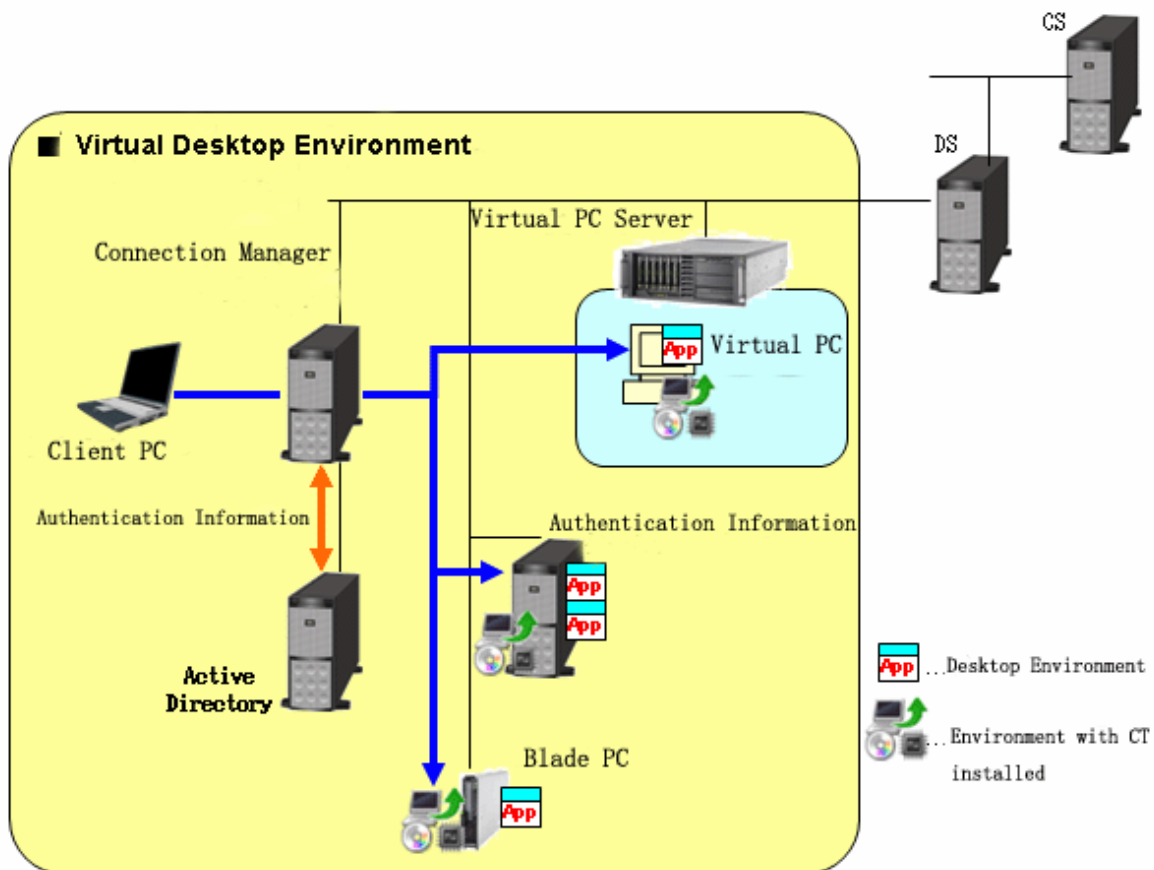 CS
■ Virtual Desktop Environment
DS
Virtual PC Server
Connection Manager
App
Virtual PC
Client PC
Authentication Information
Authentication Information
App
App
Active
Directory
App
...Desktop Environment
Blade PC
App
...Environment with CT
installed